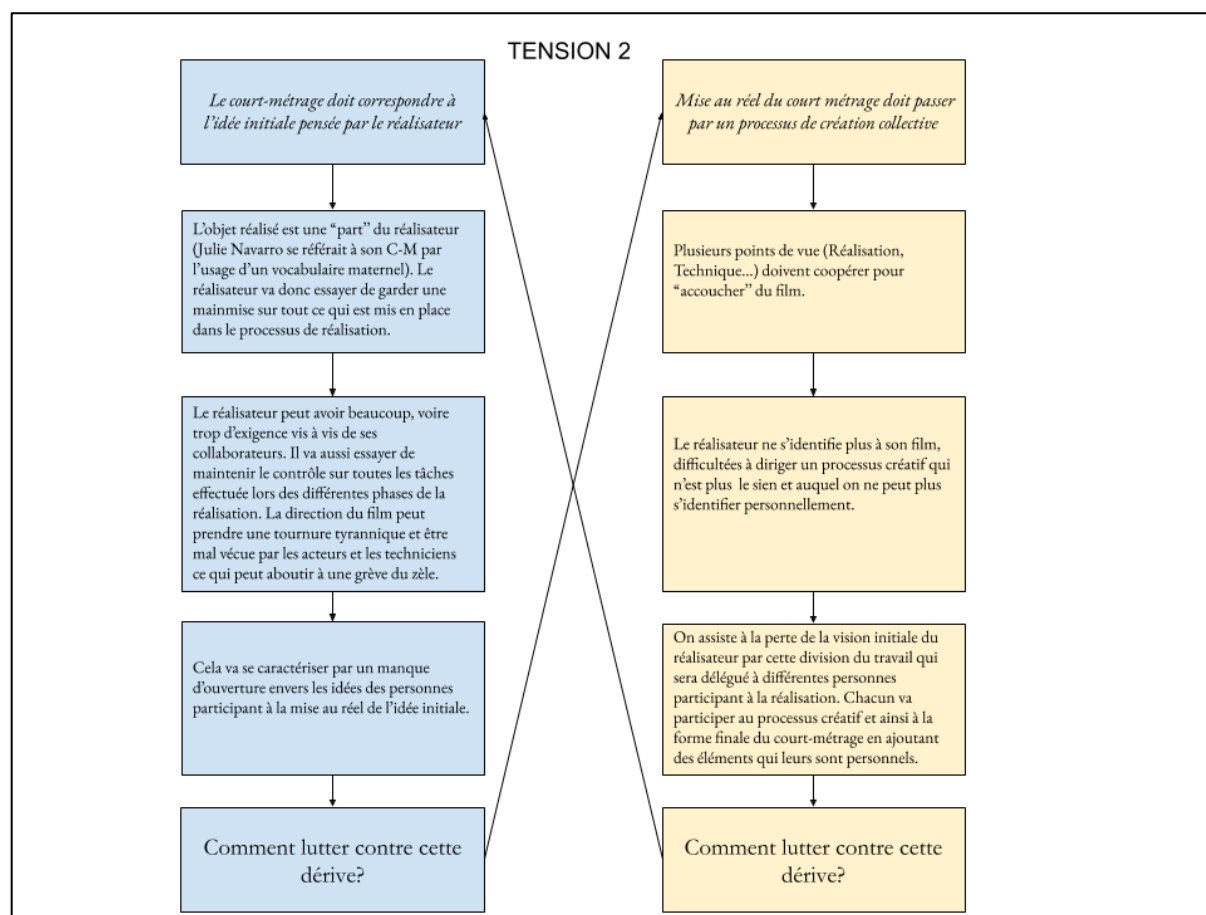 TENSION 2
Le court-métrage doit correspondre à
l'idée initiale pensée par le réalisateur
L'objet réalisé est une “part” du réalisateur
(Julie Navarro se référait à son C-M par
l'usage d'un vocabulaire maternel). Le
réalisateur va donc essayer de garder une
mainmise sur tout ce qui est mis en place
dans le processus de réalisation.
Le réalisateur peut avoir beaucoup, voire
trop d'exigence vis à vis de ses
collaborateurs. Il va aussi essayer de
maintenir le contrôle sur toutes les tâches
effectuée lors des différentes phases de la
réalisation. La direction du film peut
prendre une tournure tyrannique et être
mal vécue par les acteurs et les techniciens
ce qui peut aboutir à une grève du zèle.
Cela va se caractériser par un manque
d'ouverture envers les idées des personnes
participant à la mise au réel de l'idée initiale.
Comment lutter contre cette
dérive?
Mise au réel du court métrage doit passer
par un processus de création collective
Plusieurs points de vue (Réalisation,
Technique...) doivent coopérer pour
“accoucher” du film.
Le réalisateur ne s'identifie plus à son film,
difficultées à diriger un processus créatif qui
n'est plus le sien et auquel on ne peut plus
s'identifier personnellement.
On assiste à la perte de la vision initiale du
réalisateur par cette division du travail qui
sera délégué à différentes personnes
participant à la réalisation. Chacun va
participer au processus créatif et ainsi à la
forme finale du court-métrage en ajoutant
des éléments qui leurs sont personnels.
Comment lutter contre cette
dérive?